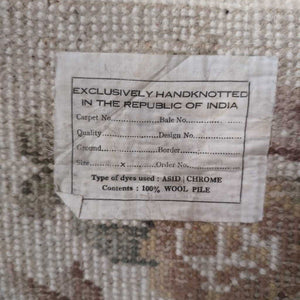 EXCLUSIVELY HANDKNOTTED
IN THE REPUBLIC OF INDIA
Carpet No.................. Bale No..................
Quality.................. Design No..................
Ground.................. Border..................
Size............x............ Order No..................
Type of dyes used : ASID | CHROME
Contents : 100% WOOL PILE